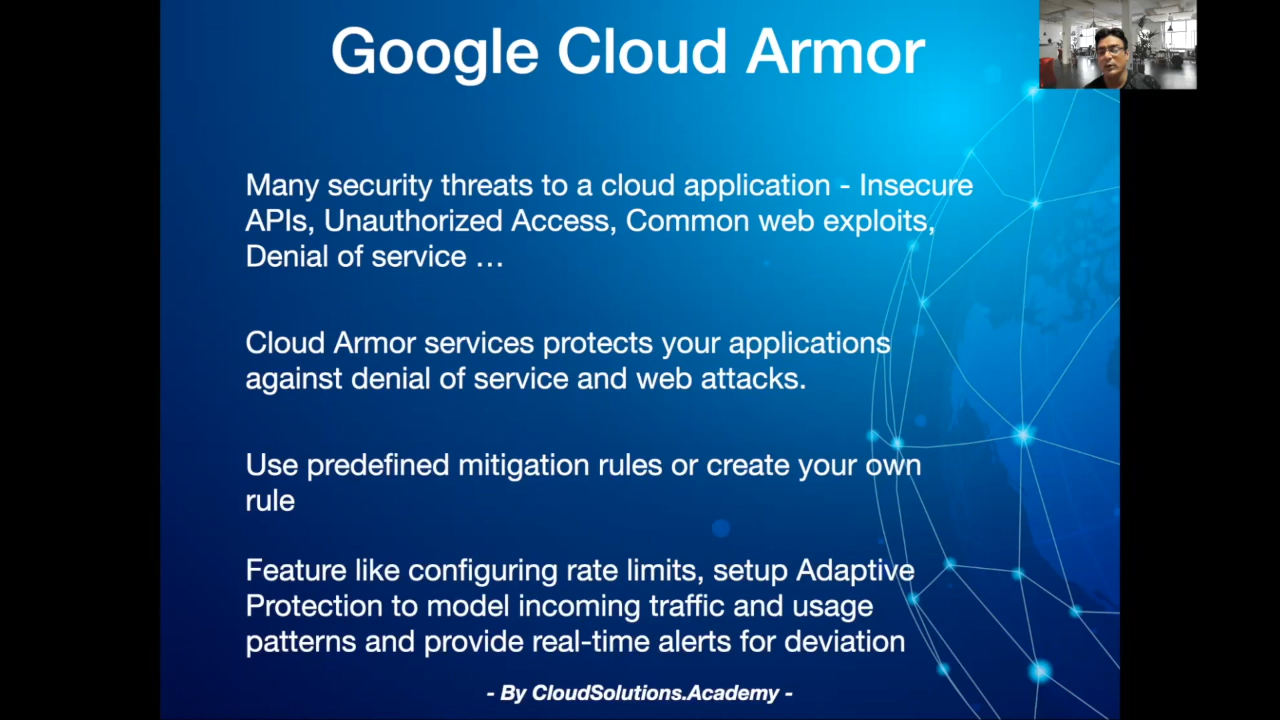 Google Cloud Armor
Many security threats to a cloud application - Insecure
APIs, Unauthorized Access, Common web exploits,
Denial of service …
Cloud Armor services protects your applications
against denial of service and web attacks.
Use predefined mitigation rules or create your own
rule
Feature like configuring rate limits, setup Adaptive
Protection to model incoming traffic and usage
patterns and provide real-time alerts for deviation
- By CloudSolutions.Academy -